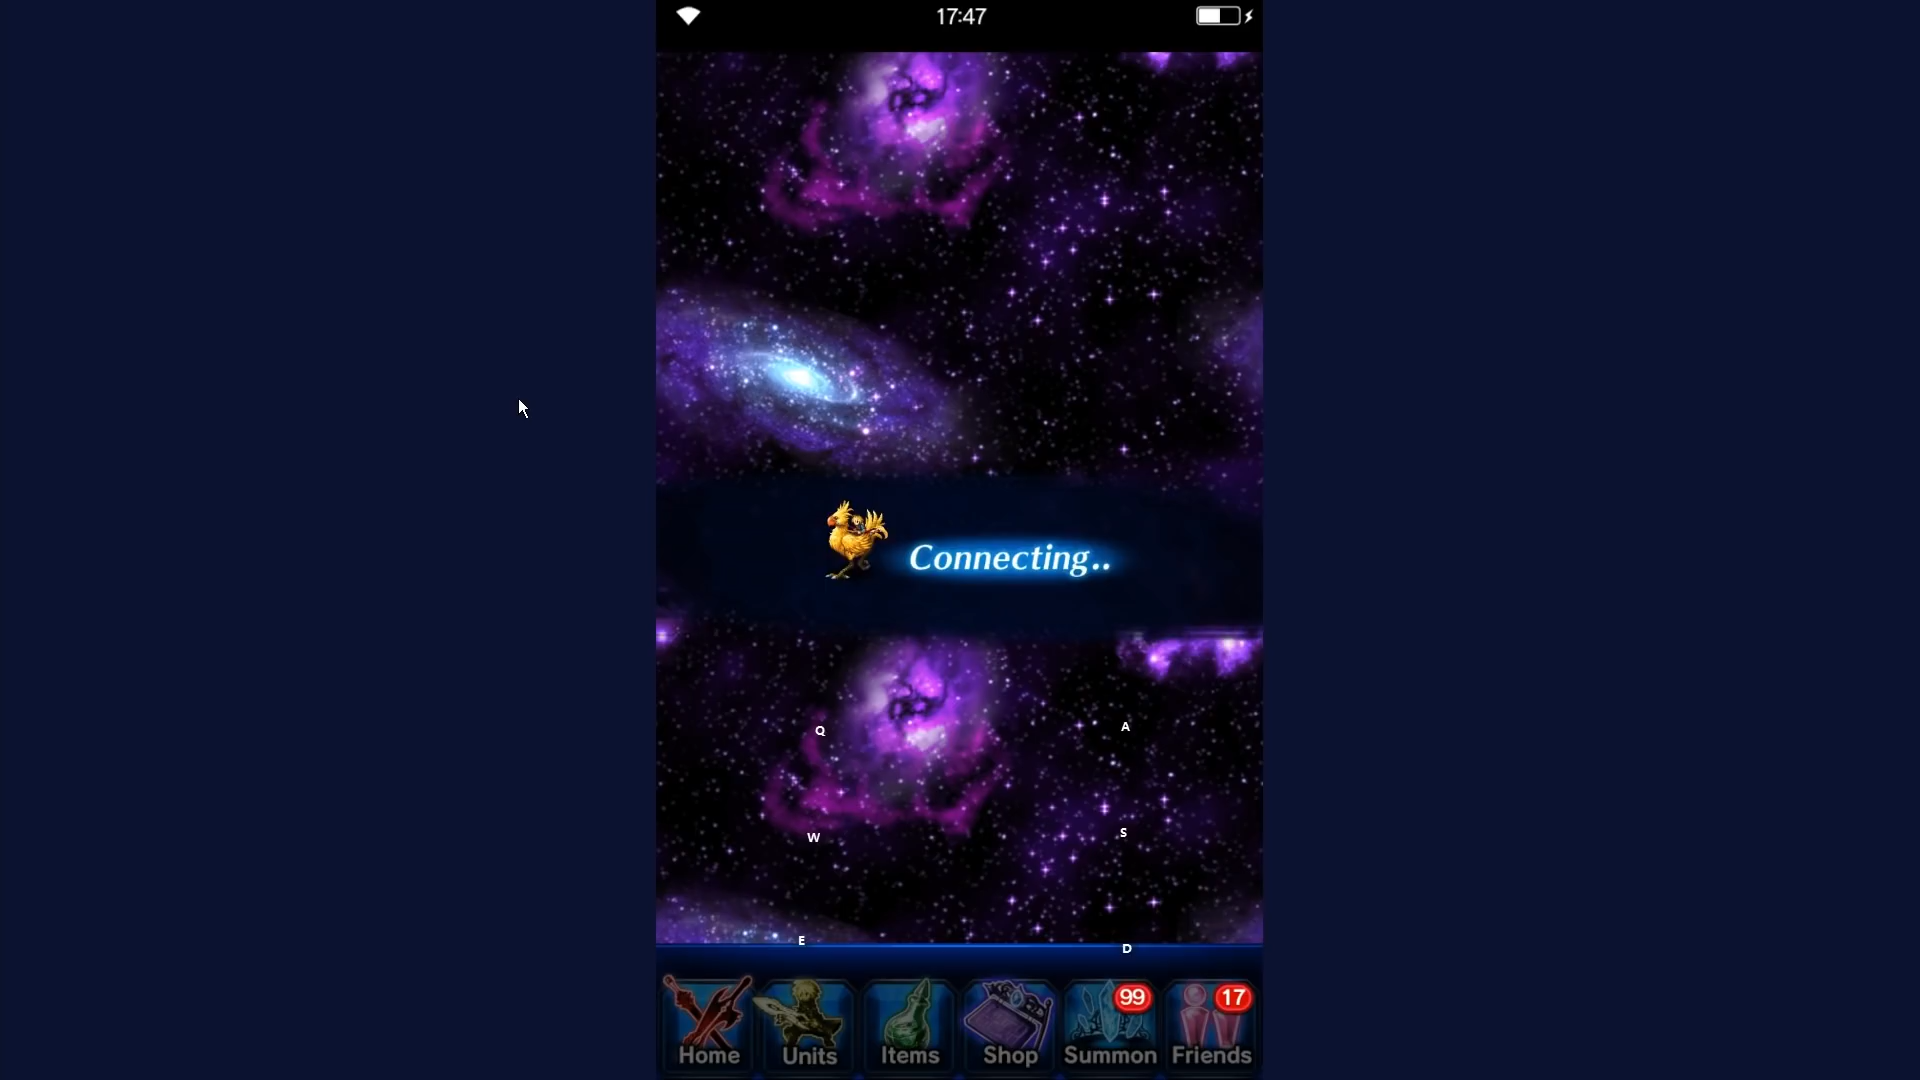 17:47
Connecting..
Q
A
W
S
E
D
99
17
Home
Units
Items
Shop
Summon
Friends